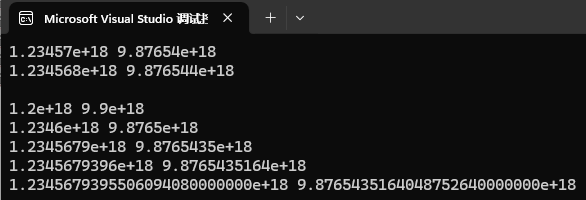 Microsoft Visual Studio 调试
1.23457e+18 9.87654e+18
1.234568e+18 9.876544e+18
1.2e+18 9.9e+18
1.2346e+18 9.8765e+18
1.2345679e+18 9.8765435e+18
1.2345679396e+18 9.8765435164e+18
1.2345679395506094080000000e+18 9.8765435164048752640000000e+18